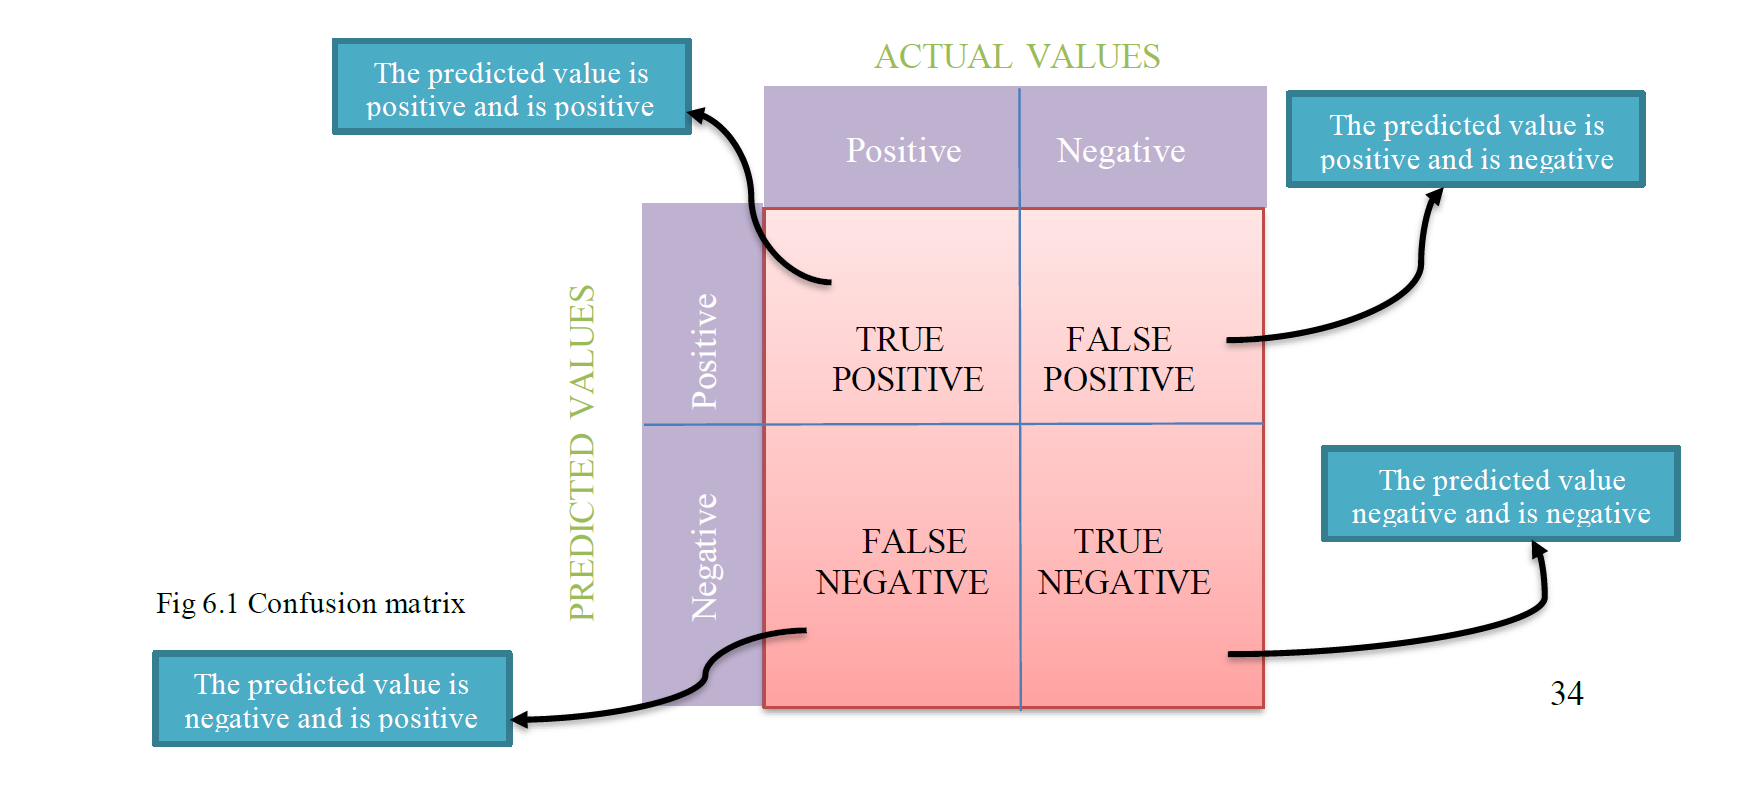 ACTUAL VALUES
The predicted value is
positive and is positive
The predicted value is
positive and is negative
Positive
Negative
PREDICTED VALUES
Positive
TRUE
POSITIVE
FALSE
POSITIVE
The predicted value
negative and is negative
Negative
FALSE
NEGATIVE
TRUE
NEGATIVE
Fig 6.1 Confusion matrix
The predicted value is
negative and is positive
34